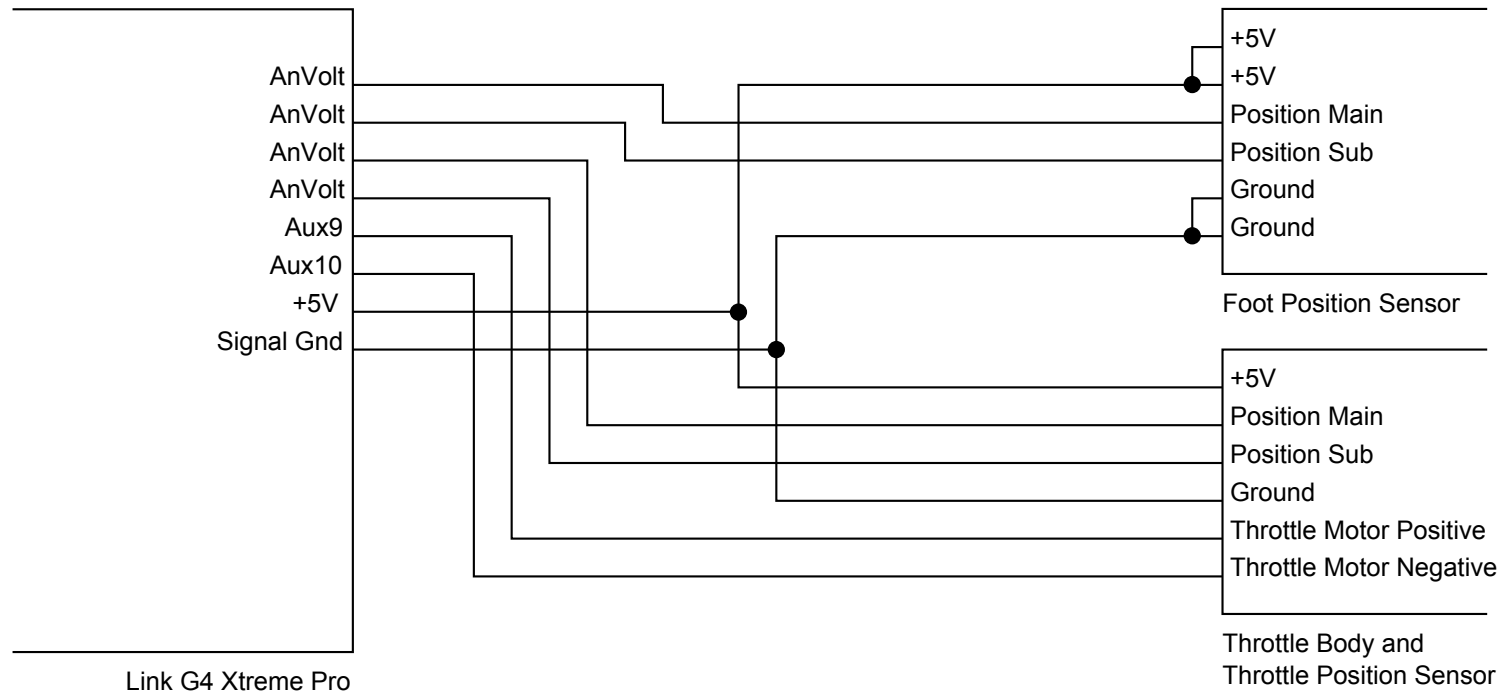 AnVolt
AnVolt
AnVolt
AnVolt
Aux9
Aux10
+5V
Signal Gnd
Link G4 Xtreme Pro
+5V
+5V
Position Main
Position Sub
Ground
Ground
Foot Position Sensor
+5V
Position Main
Position Sub
Ground
Throttle Motor Positive
Throttle Motor Negative
Throttle Body and
Throttle Position Sensor